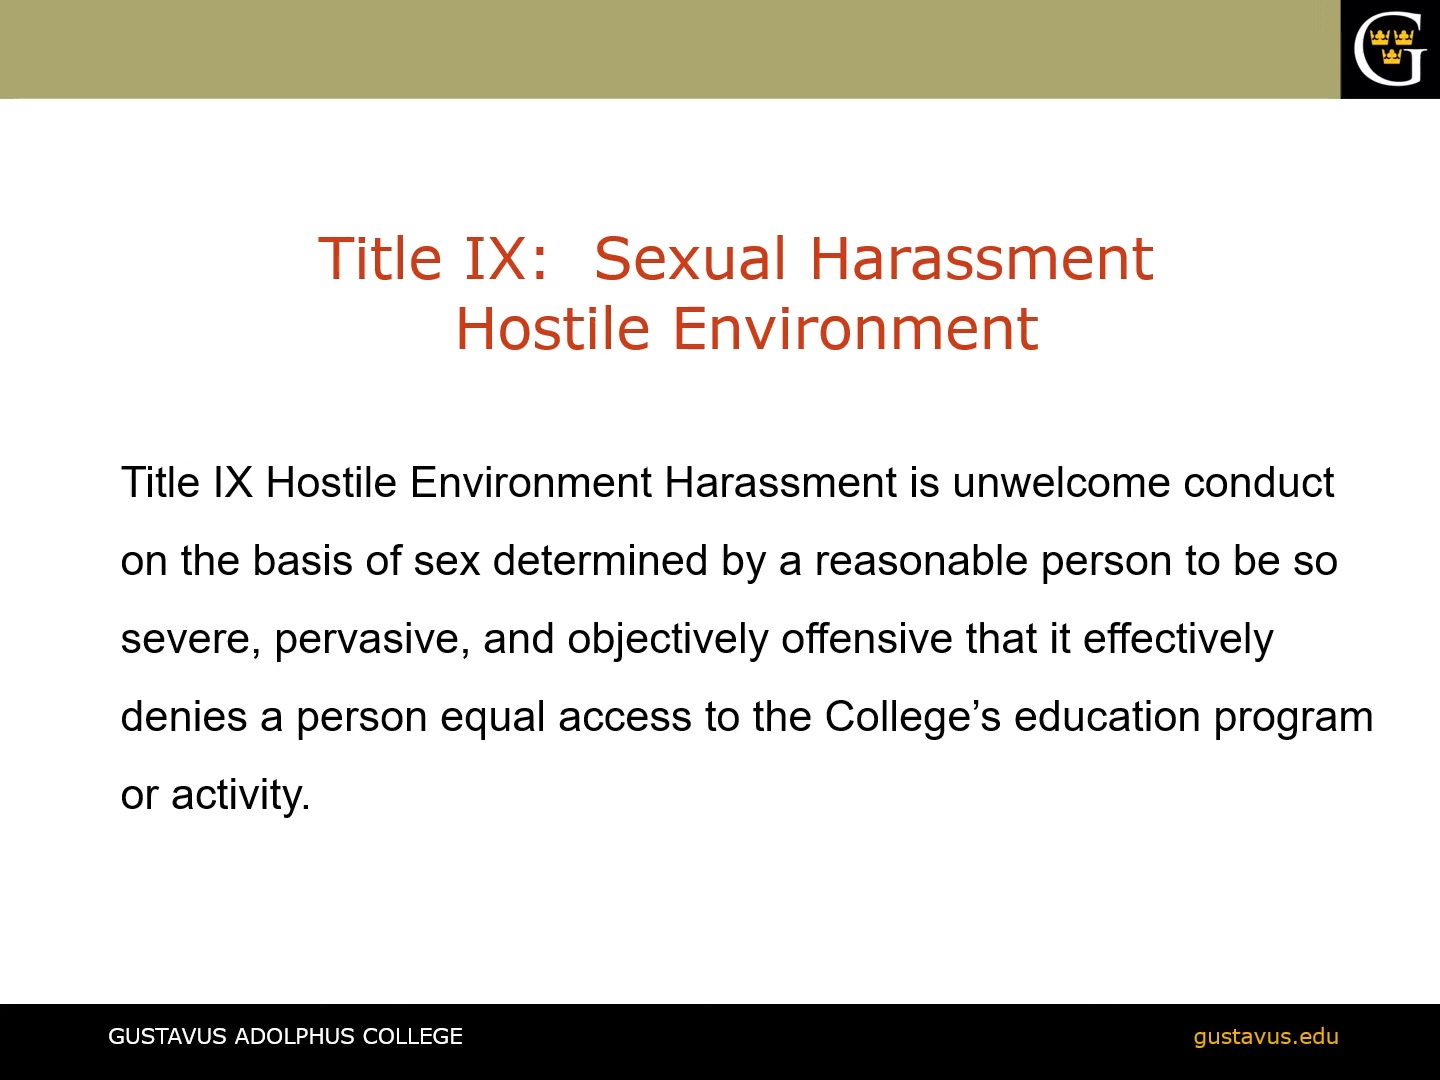 G
Title IX:  Sexual Harassment
Hostile Environment
Title IX Hostile Environment Harassment is unwelcome conduct
on the basis of sex determined by a reasonable person to be so
severe, pervasive, and objectively offensive that it effectively
denies a person equal access to the College’s education program
or activity.
GUSTAVUS ADOLPHUS COLLEGE
gustavus.edu